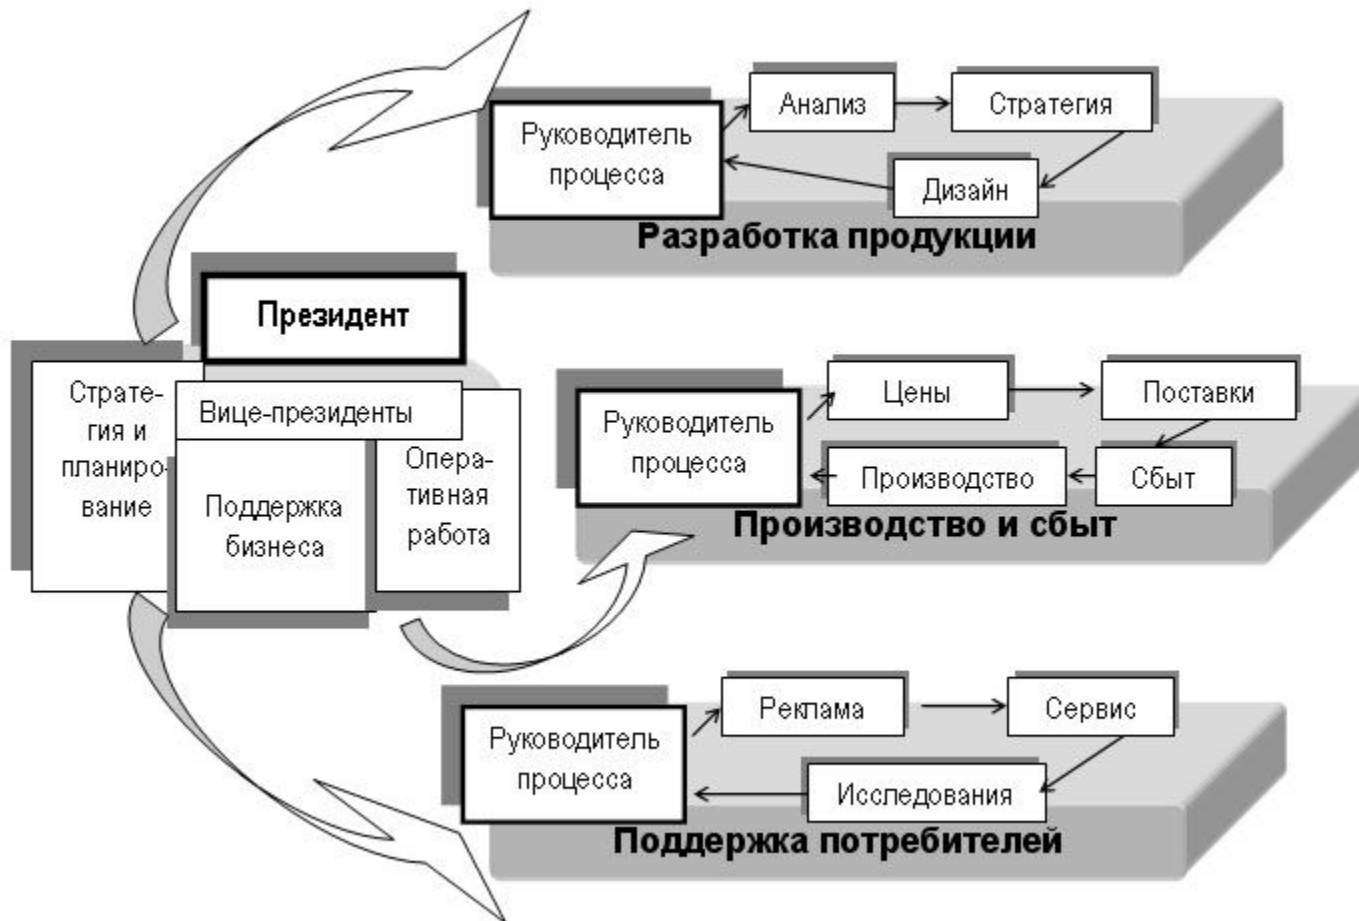 Руководитель
процесса
Анализ
Стратегия
Дизайн
Разработка продукции
Президент
Вице-президенты
Страте-
гия и
планиро-
вание
Поддержка
бизнеса
Опера-
тивная
работа
Руководитель
процесса
Цены
Поставки
Производство
Сбыт
Производство и сбыт
Руководитель
процесса
Реклама
Сервис
Исследования
Поддержка потребителей